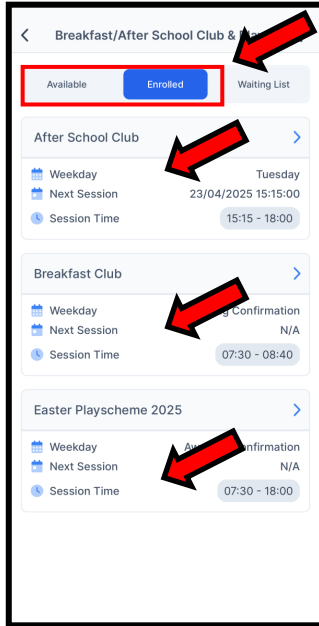 Breakfast/After School Club &
Available Enrolled Waiting List
After School Club
Weekday Tuesday
Next Session 23/04/2025 15:15:00
Session Time 15:15 - 18:00
Breakfast Club
Weekday Confirmation
Next Session N/A
Session Time 07:30 - 08:40
Easter Playscheme 2025
Weekday Confirmation
Next Session N/A
Session Time 07:30 - 18:00